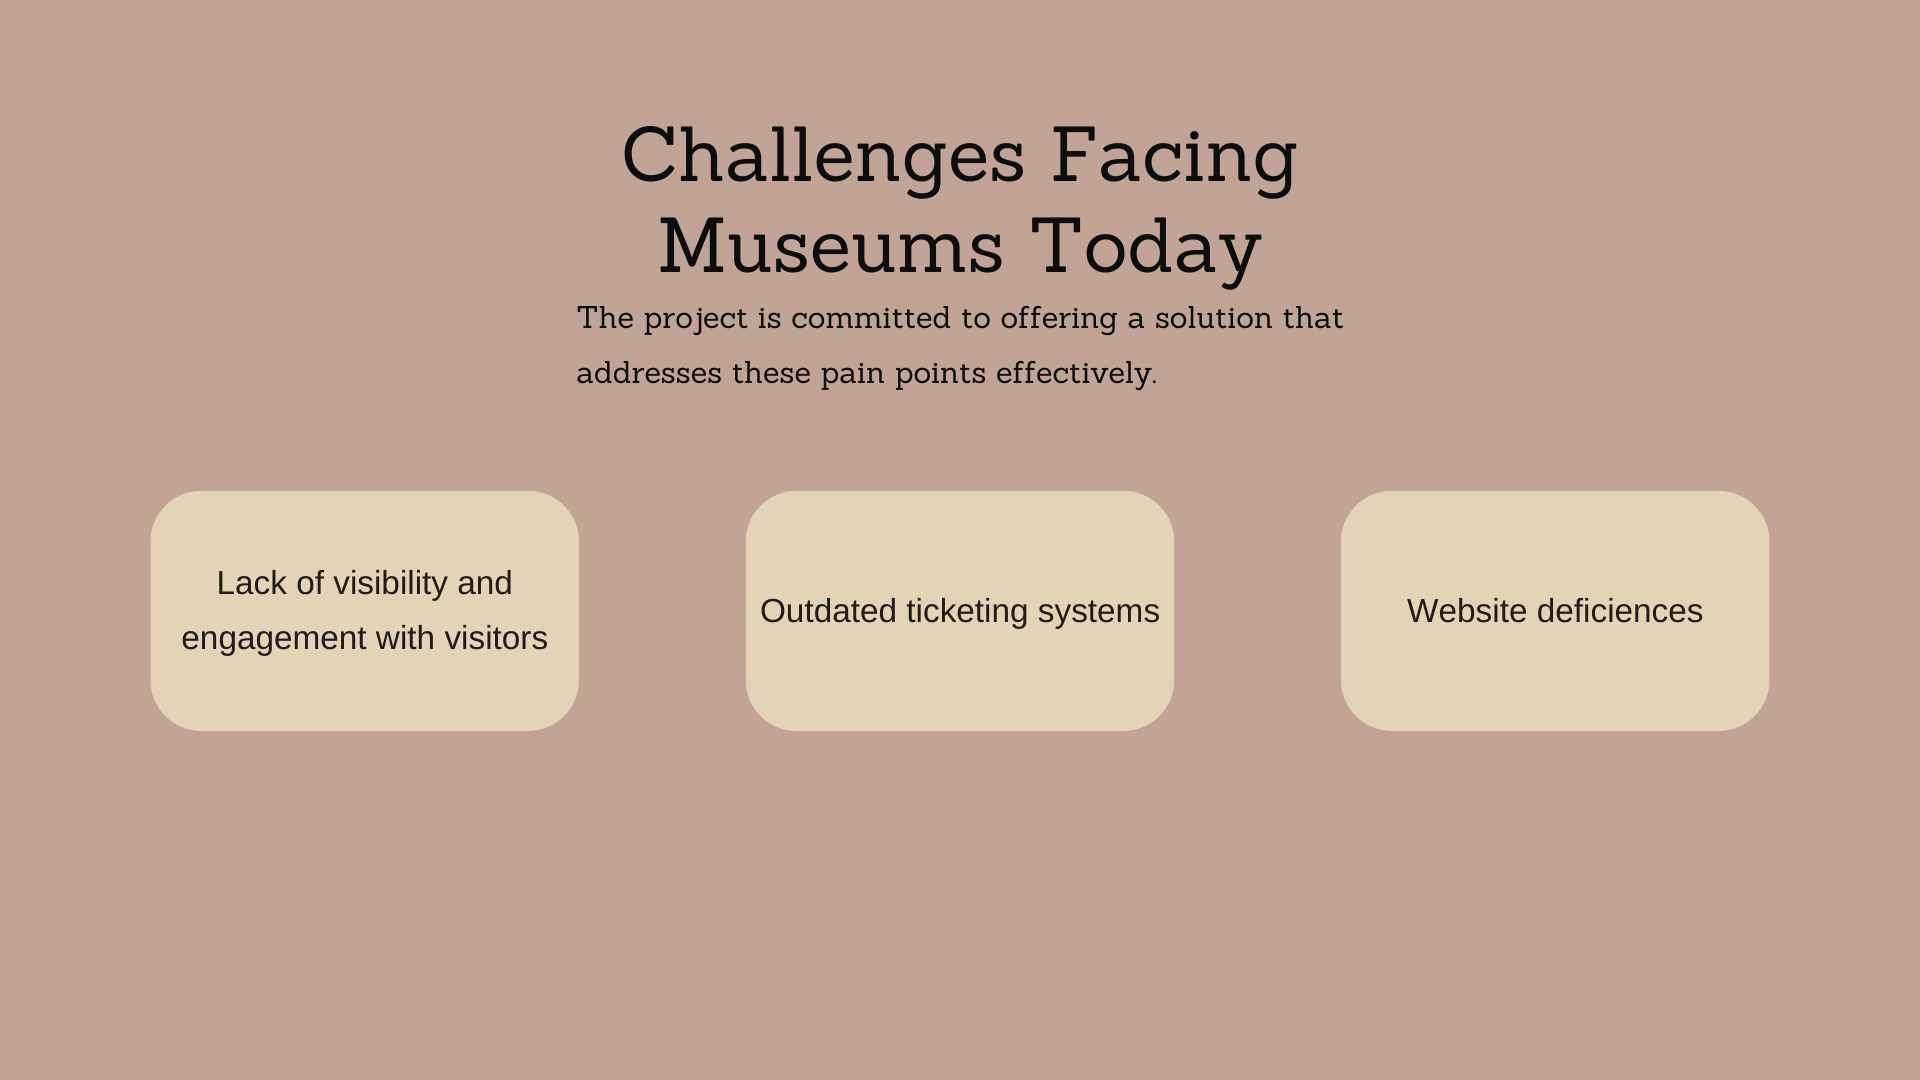 Challenges Facing
Museums Today
The project is committed to offering a solution that
addresses these pain points effectively.
Lack of visibility and
engagement with visitors
Outdated ticketing systems
Website deficiences